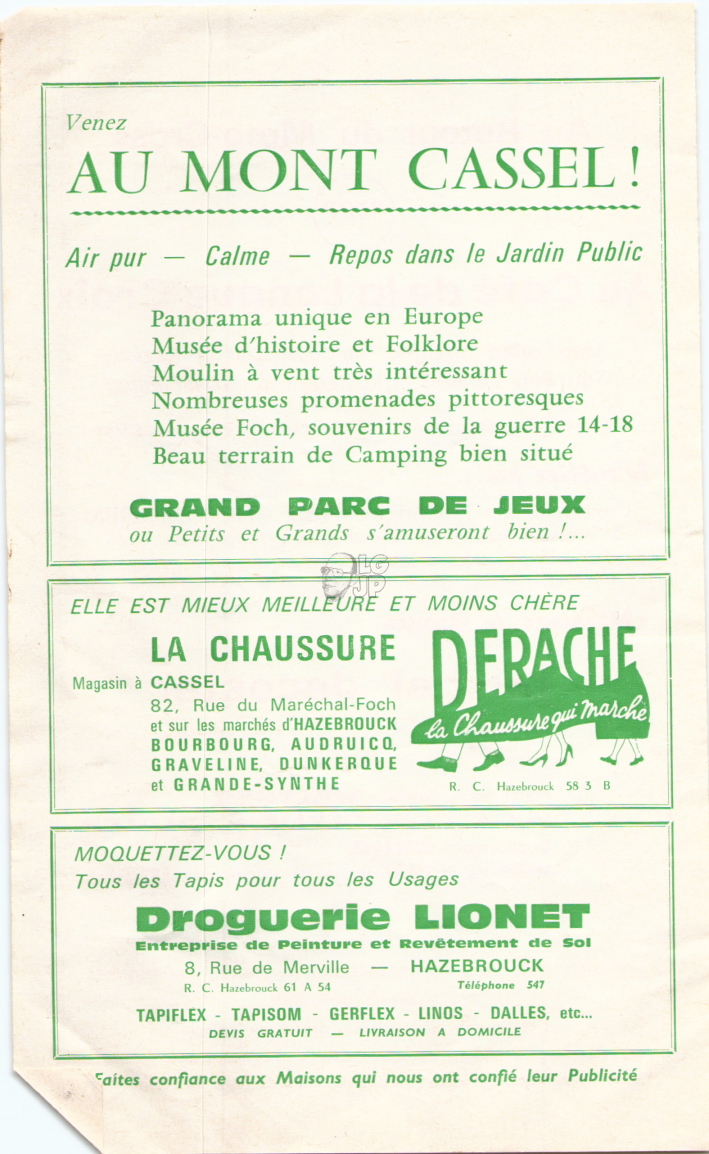 Venez
AU MONT CASSEL !
Air pur — Calme — Repos dans le Jardin Public
Panorama unique en Europe
Musée d'histoire et Folklore
Moulin à vent très intéressant
Nombreuses promenades pittoresques
Musée Foch, souvenirs de la guerre 14-18
Beau terrain de Camping bien situé
GRAND PARC DE JEUX
ou Petits et Grands s'amuseront bien !...
LG
JP
ELLE EST MIEUX MEILLEURE ET MOINS CHÈRE
LA CHAUSSURE
Magasin à CASSEL
82, Rue du Maréchal-Foch
et sur les marchés d'HAZEBROUCK
BOURBOURG, AUDRUICQ,
GRAVELINE, DUNKERQUE
et GRANDE-SYNTHE
DERACHE
la Chaussure qui marche
R. C. Hazebrouck 58 3 B
MOQUETTEZ-VOUS !
Tous les Tapis pour tous les Usages
Droguerie LIONET
Entreprise de Peinture et Revêtement de Sol
8, Rue de Merville — HAZEBROUCK
R. C. Hazebrouck 61 A 54 Téléphone 547
TAPIFLEX - TAPISOM - GERFLEX - LINOS - DALLES, etc...
DEVIS GRATUIT — LIVRAISON A DOMICILE
Faites confiance aux Maisons qui nous ont confié leur Publicité